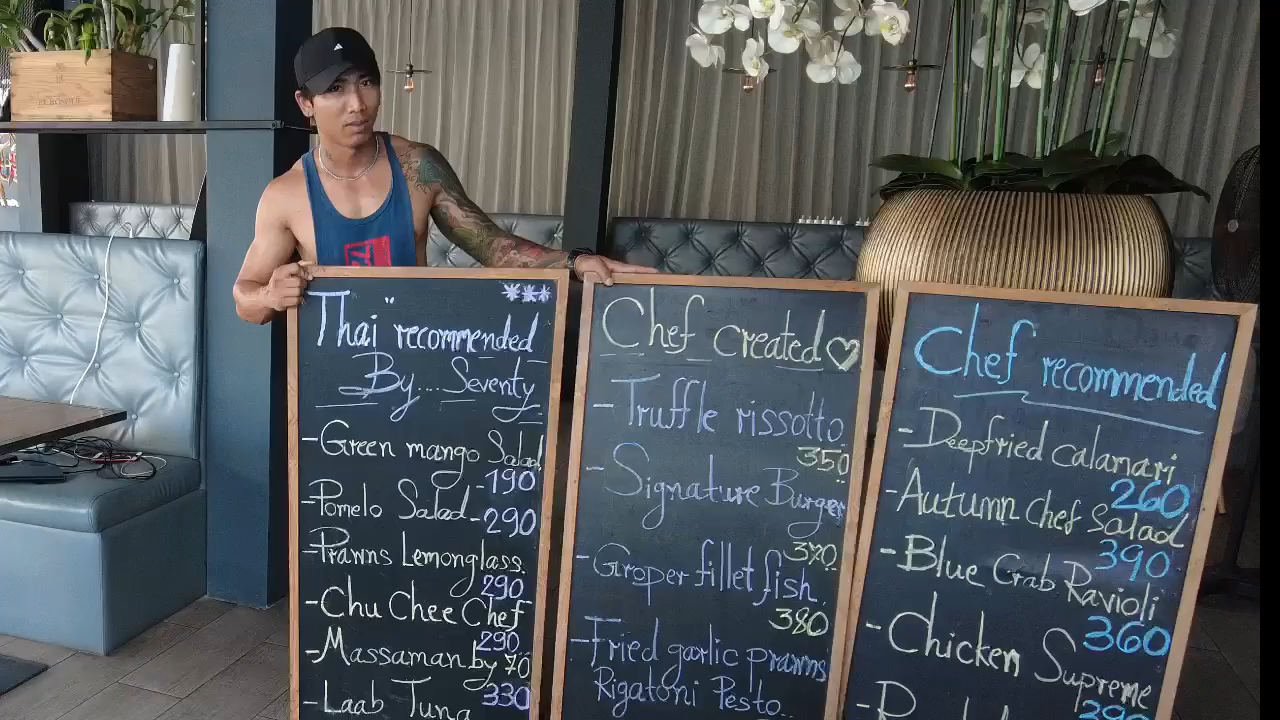 ***
Thai" recommended
By.... Seventy
-Green mango Salad
-190
-Pomelo Salad-290
-Prawns Lemonglass.
290
-Chu Chee Chef
290
-Massaman by 70
-Laab Tuna 330
Chef created♡
-Truffle rissotto
350
-Signature Burger
370
-Groper fillet fish.
380
-Fried garlic prawns
Rigatoni Pesto..
Chef recommended
-Deepfried calamari
260
-Autumn Chef Salad
390
-Blue Crab Ravioli
360
-Chicken Supreme
390